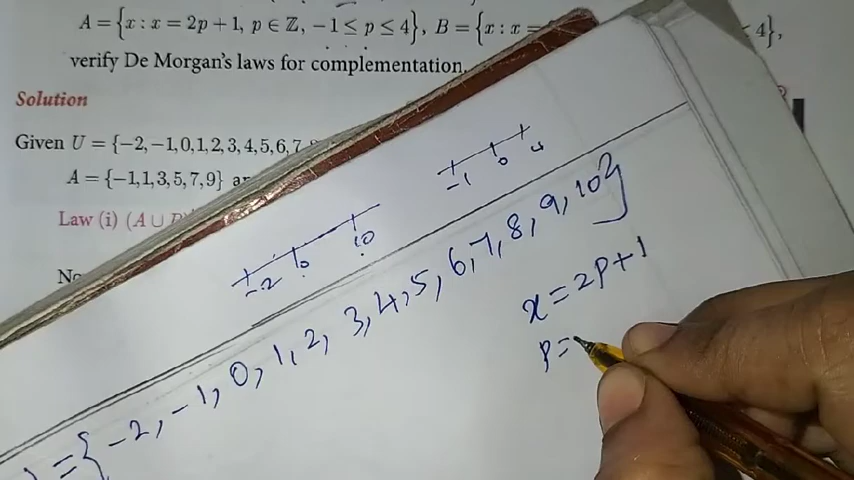 A = {x : x = 2p + 1, p ∈ ℤ, −1 ≤ p ≤ 4}, B = {x : x = 4},
verify De Morgan's laws for complementation.
Solution
Given U = {−2, −1, 0, 1, 2, 3, 4, 5, 6, 7,
A = {−1, 1, 3, 5, 7, 9}
Law (i) (A ∪
-1 0 4
-2 0 10
= {-2, -1, 0, 1, 2, 3, 4, 5, 6, 7, 8, 9, 10}
x = 2p + 1
p =